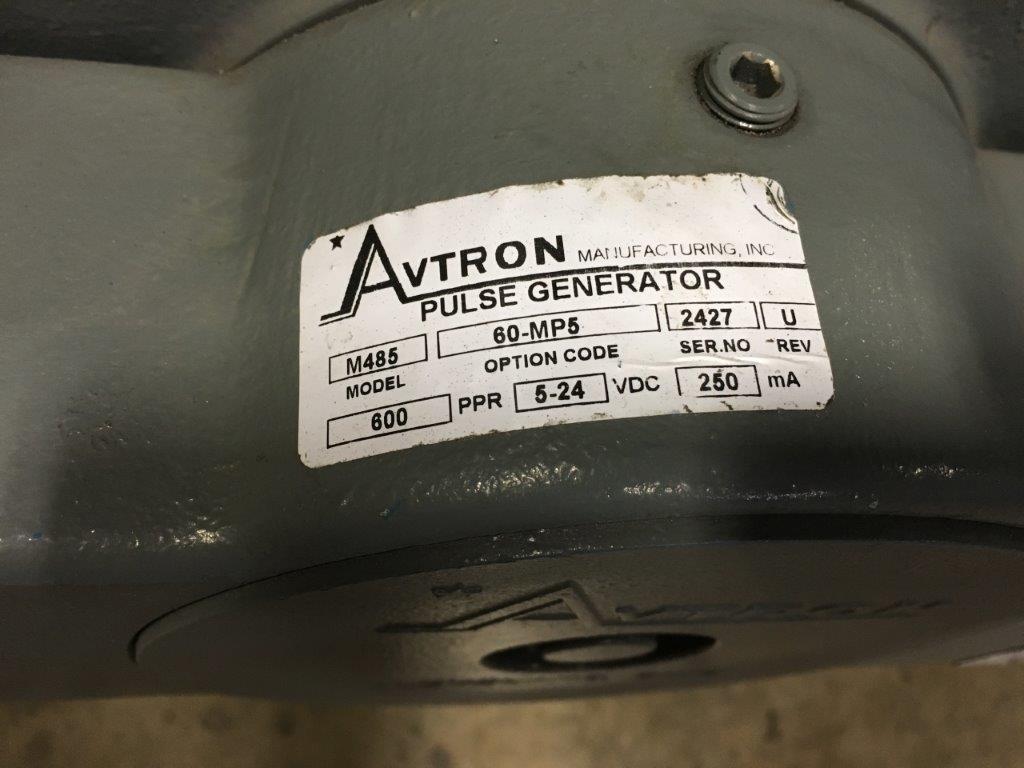 AVTRON MANUFACTURING, INC
PULSE GENERATOR
M485 60-MP5 2427 U
MODEL OPTION CODE SER.NO REV
600 PPR 5-24 VDC 250 mA
AVTRON